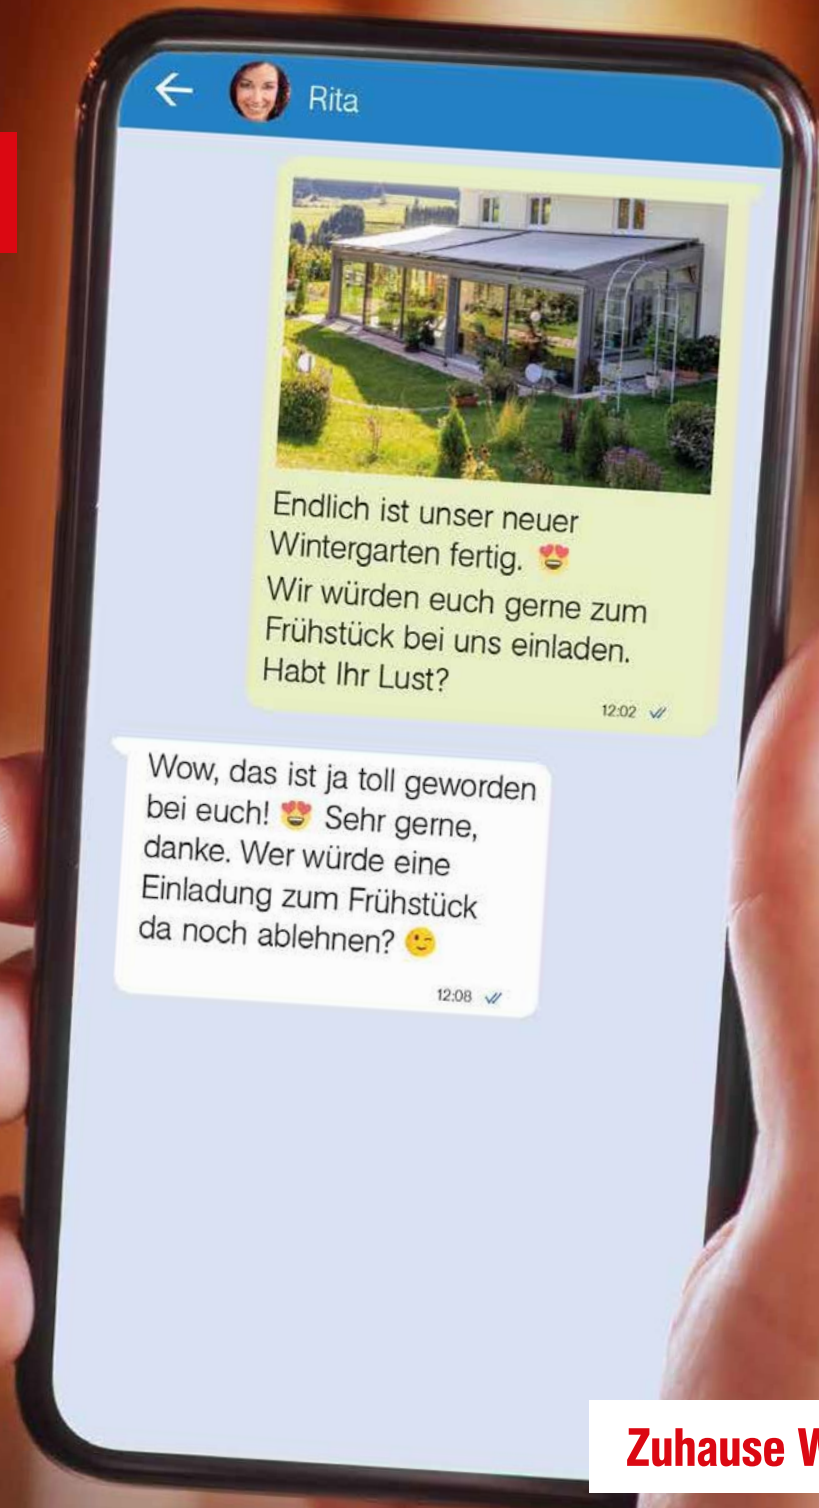 Rita
Endlich ist unser neuer
Wintergarten fertig. 😍
Wir würden euch gerne zum
Frühstück bei uns einladen.
Habt Ihr Lust?
12:02
Wow, das ist ja toll geworden
bei euch! 😍 Sehr gerne,
danke. Wer würde eine
Einladung zum Frühstück
da noch ablehnen? 😉
12:08
Zuhause W